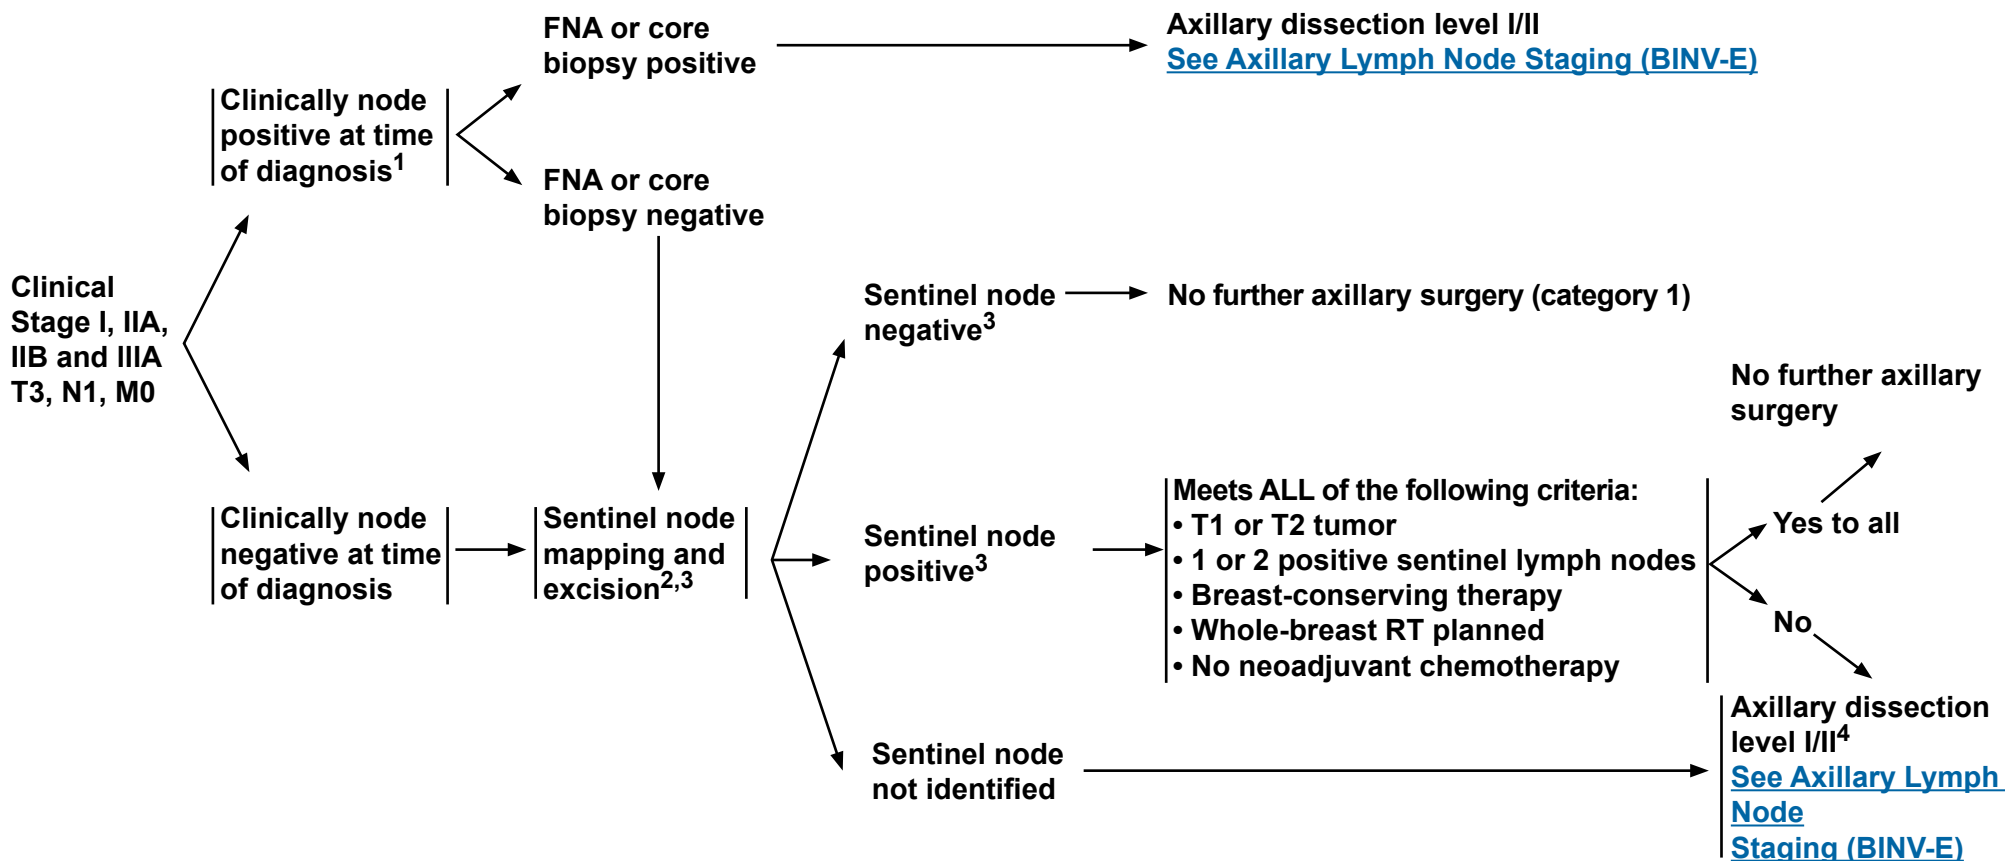 Clinical
Stage I, IIA,
IIB and IIIA
T3, N1, M0
Clinically node
positive at time
of diagnosis1
FNA or core
biopsy positive
Axillary dissection level I/II
See Axillary Lymph Node Staging (BINV-E)
FNA or core
biopsy negative
Clinically node
negative at time
of diagnosis
Sentinel node
mapping and
excision2,3
Sentinel node
negative3
No further axillary surgery (category 1)
Sentinel node
positive3
Meets ALL of the following criteria:
• T1 or T2 tumor
• 1 or 2 positive sentinel lymph nodes
• Breast-conserving therapy
• Whole-breast RT planned
• No neoadjuvant chemotherapy
Yes to all
No further axillary
surgery
No
Sentinel node
not identified
Axillary dissection
level I/II4
See Axillary Lymph
Node
Staging (BINV-E)